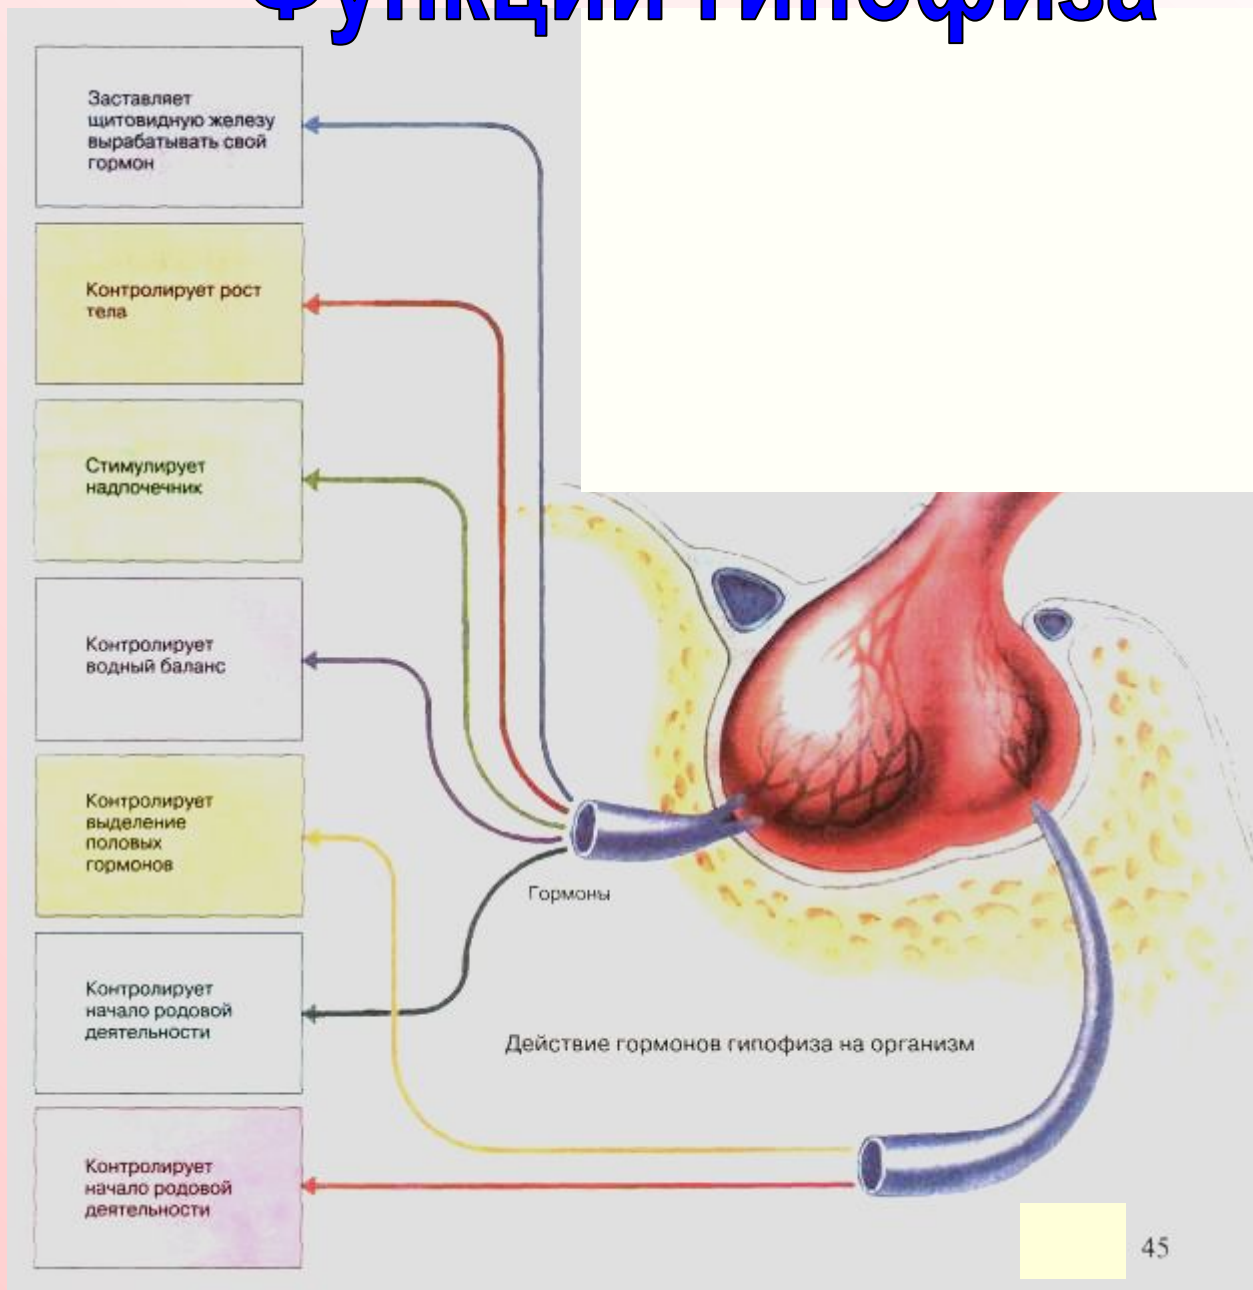 Функции гипофиза
Заставляет
щитовидную железу
вырабатывать свой
гормон
Контролирует рост
тела
Стимулирует
надпочечник
Контролирует
водный баланс
Контролирует
выделение
половых
гормонов
Гормоны
Контролирует
начало родовой
деятельности
Действие гормонов гипофиза на организм
Контролирует
начало родовой
деятельности
45